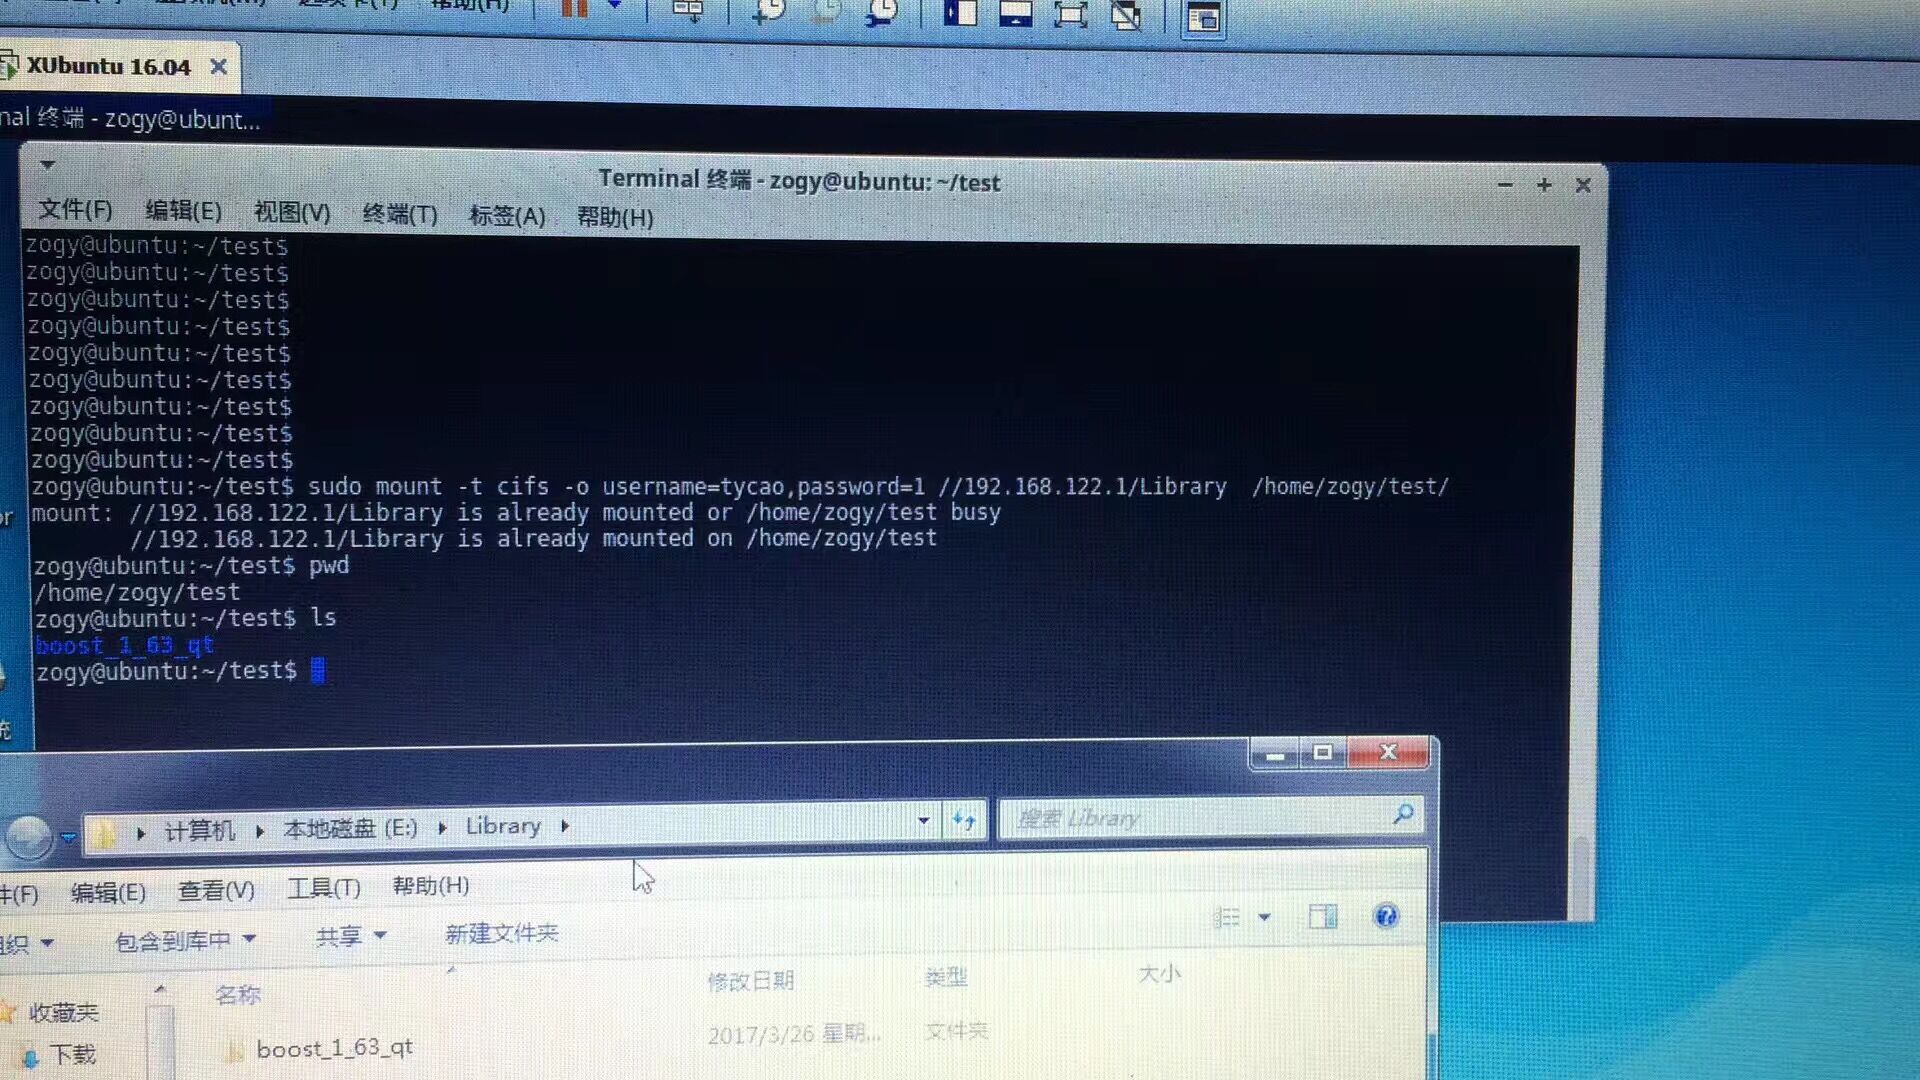 帮助(H)
XUbuntu 16.04
终端 - zogy@ubunt...
Terminal 终端 - zogy@ubuntu: ~/test
文件(F) 编辑(E) 视图(V) 终端(T) 标签(A) 帮助(H)
zogy@ubuntu:~/test$
zogy@ubuntu:~/test$
zogy@ubuntu:~/test$
zogy@ubuntu:~/test$
zogy@ubuntu:~/test$
zogy@ubuntu:~/test$
zogy@ubuntu:~/test$
zogy@ubuntu:~/test$
zogy@ubuntu:~/test$
zogy@ubuntu:~/test$ sudo mount -t cifs -o username=tycao,password=1 //192.168.122.1/Library /home/zogy/test/
mount: //192.168.122.1/Library is already mounted or /home/zogy/test busy
//192.168.122.1/Library is already mounted on /home/zogy/test
zogy@ubuntu:~/test$ pwd
/home/zogy/test
zogy@ubuntu:~/test$ ls
boost_1_63_qt
zogy@ubuntu:~/test$
计算机 本地磁盘 (E:) Library
搜索 Library
编辑(E) 查看(V) 工具(T) 帮助(H)
包含到库中 共享 新建文件夹
名称 修改日期 类型 大小
收藏夹
boost_1_63_qt 2017/3/26 星期... 文件夹
下载